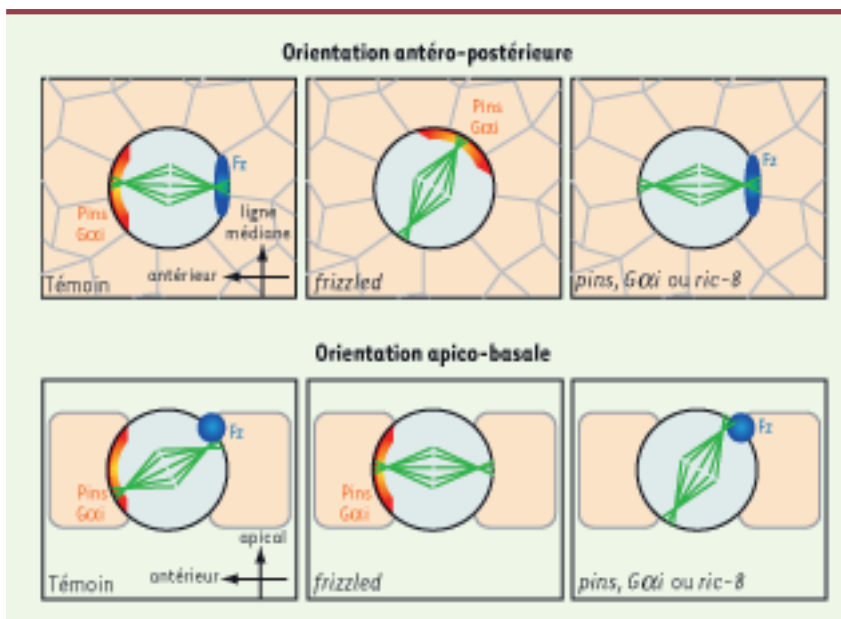 Orientation antéro-postérieure
Pins
Gαi
Fz
ligne
médiane
antérieur
Témoin
Pins
Gαi
frizzled
Fz
pins, Gαi ou ric-8
Orientation apico-basale
Fz
Pins
Gαi
apical
antérieur
Témoin
Pins
Gαi
frizzled
Fz
pins, Gαi ou ric-8